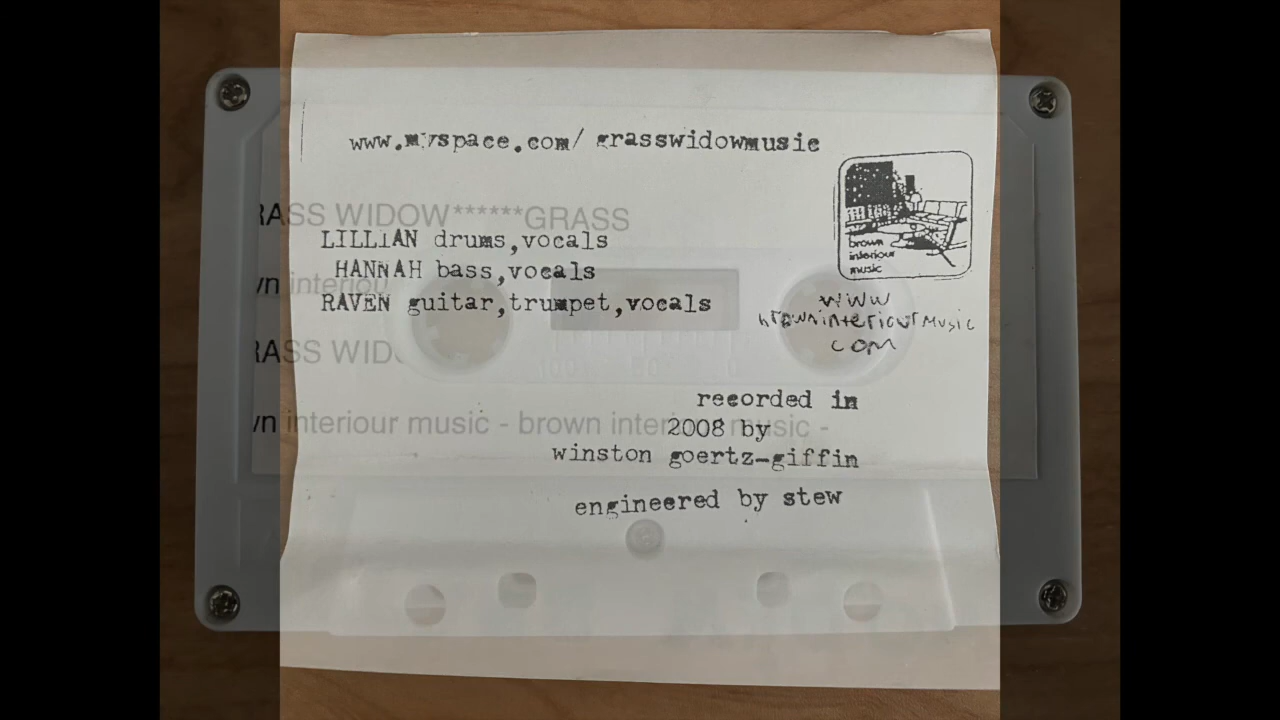 www.myspace.com/ grasswidowmusic
RASS WIDOW******GRASS
LILLIAN drums,vocals
HANNAH bass,vocals
wn interiou
RAVEN guitar,trumpet,vocals
brown
interiour
music
www
browninteriourmusic
com
RASS WIDO
recorded in
wn interiour music - brown inter music -
2008 by
winston goertz-giffin
engineered by stew